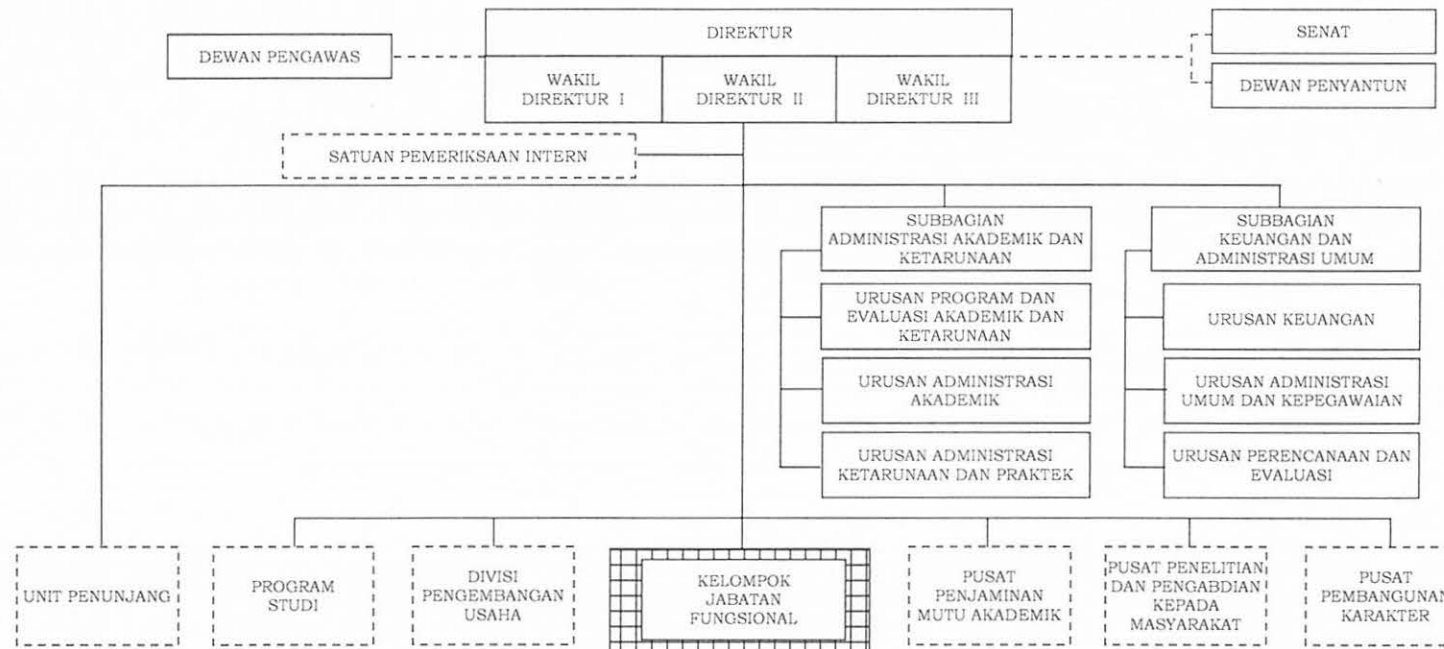 DIREKTUR
DEWAN PENGAWAS
SENAT
DEWAN PENYANTUN
WAKIL
DIREKTUR I
WAKIL
DIREKTUR II
WAKIL
DIREKTUR III
SATUAN PEMERIKSAAN INTERN
SUBBAGIAN
ADMINISTRASI AKADEMIK DAN
KETARUNAAN
URUSAN PROGRAM DAN
EVALUASI AKADEMIK DAN
KETARUNAAN
URUSAN ADMINISTRASI
AKADEMIK
URUSAN ADMINISTRASI
KETARUNAAN DAN PRAKTEK
SUBBAGIAN
KEUANGAN DAN
ADMINISTRASI UMUM
URUSAN KEUANGAN
URUSAN ADMINISTRASI
UMUM DAN KEPEGAWAIAN
URUSAN PERENCANAAN DAN
EVALUASI
UNIT PENUNJANG
PROGRAM
STUDI
DIVISI
PENGEMBANGAN
USAHA
KELOMPOK
JABATAN
FUNGSIONAL
PUSAT
PENJAMINAN
MUTU AKADEMIK
PUSAT PENELITIAN
DAN PENGABDIAN
KEPADA
MASYARAKAT
PUSAT
PEMBANGUNAN
KARAKTER